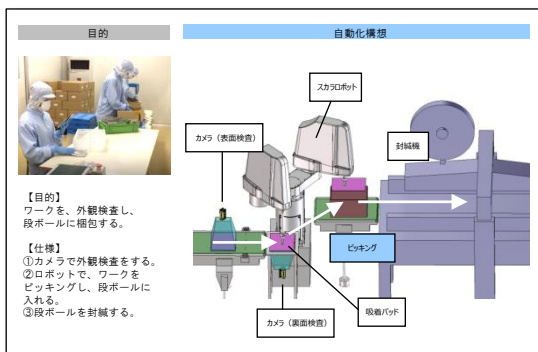 目的
自動化構想
スカラロボット
カメラ（表面検査）
封緘機
【目的】
ワークを、外観検査し、
段ボールに梱包する。
【仕様】
①カメラで外観検査をする。
②ロボットで、ワークを
ピッキングし、段ボールに
入れる。
③段ボールを封緘する。
ピッキング
カメラ（裏面検査）
吸着パッド